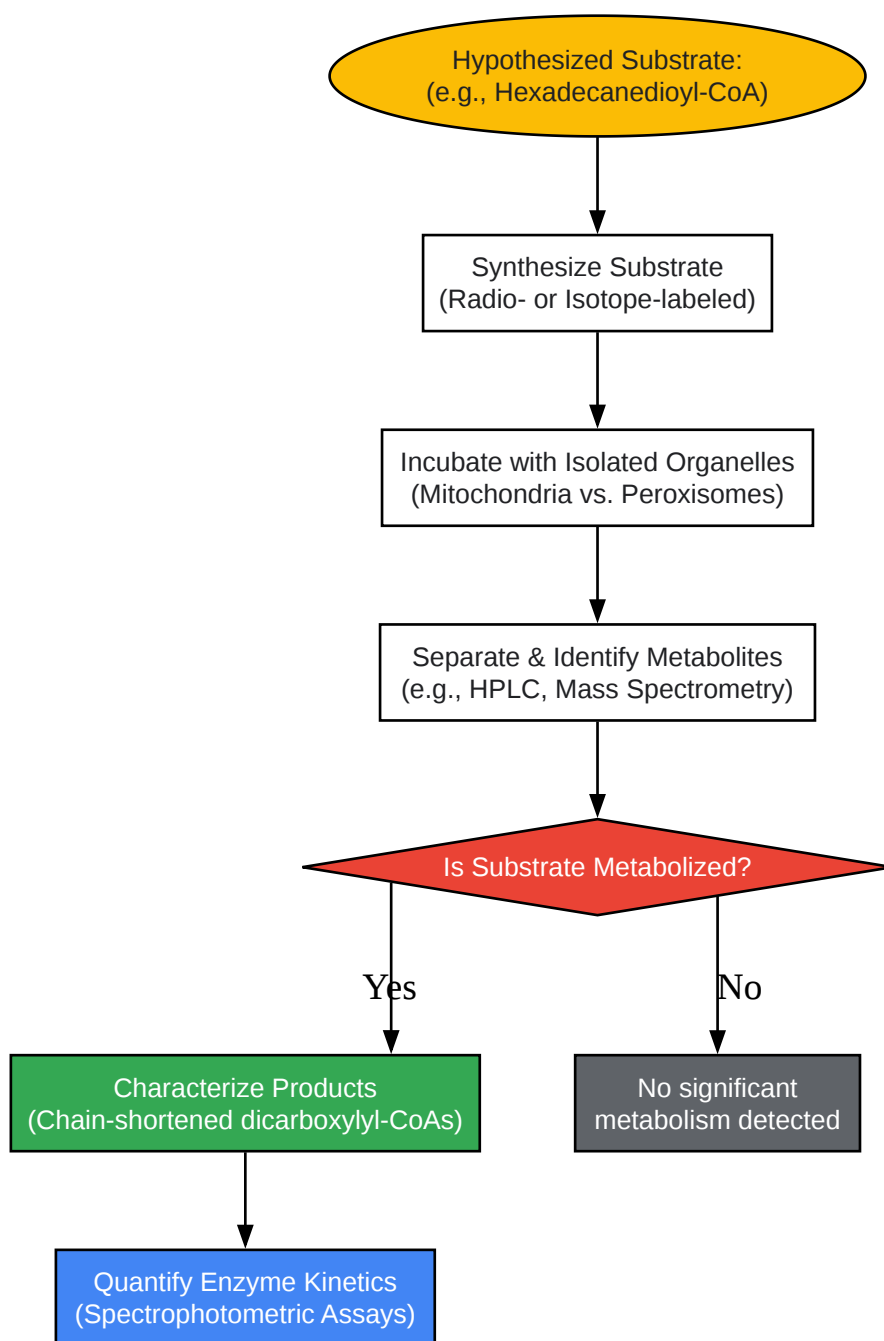 Hypothesized Substrate:
(e.g., Hexadecanedioyl-CoA)
Synthesize Substrate
(Radio- or Isotope-labeled)
Incubate with Isolated Organelles
(Mitochondria vs. Peroxisomes)
Separate & Identify Metabolites
(e.g., HPLC, Mass Spectrometry)
Is Substrate Metabolized?
Yes
No
Characterize Products
(Chain-shortened dicarboxylyl-CoAs)
No significant
metabolism detected
Quantify Enzyme Kinetics
(Spectrophotometric Assays)